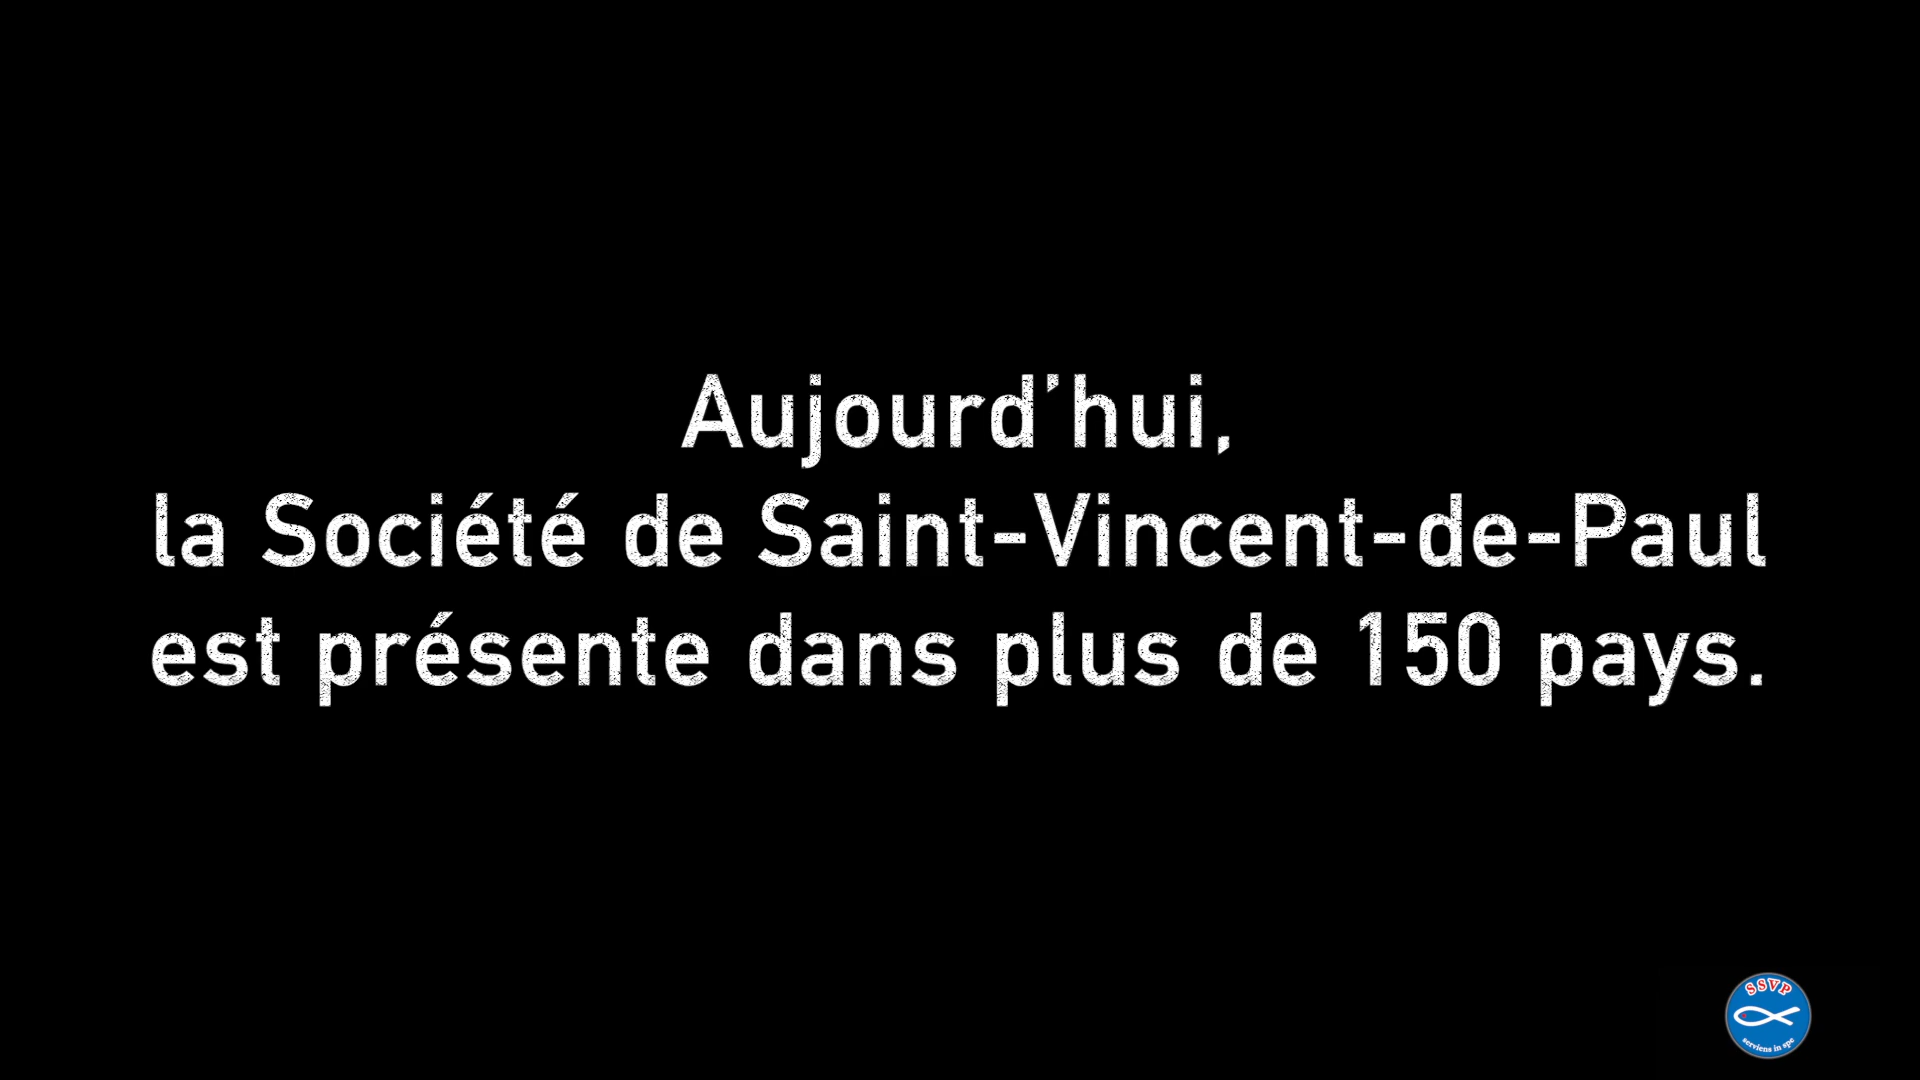 Aujourd’hui,
la Société de Saint-Vincent-de-Paul
est présente dans plus de 150 pays.
SSVP
serviens in spe